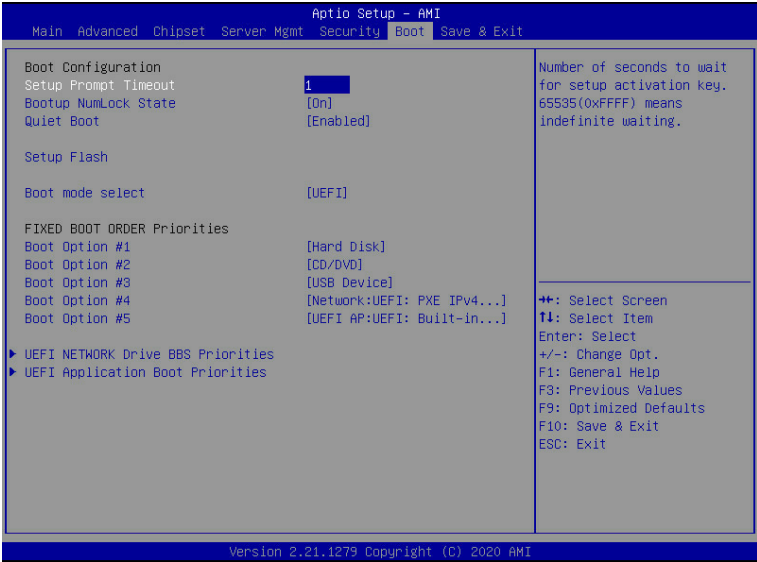 Aptio Setup – AMI
Main Advanced Chipset Server Mgmt Security Boot Save & Exit
Boot Configuration
Setup Prompt Timeout 1
Bootup NumLock State [On]
Quiet Boot [Enabled]
Setup Flash
Boot mode select [UEFI]
FIXED BOOT ORDER Priorities
Boot Option #1 [Hard Disk]
Boot Option #2 [CD/DVD]
Boot Option #3 [USB Device]
Boot Option #4 [Network:UEFI: PXE IPv4...]
Boot Option #5 [UEFI AP:UEFI: Built-in...]
UEFI NETWORK Drive BBS Priorities
UEFI Application Boot Priorities
Number of seconds to wait
for setup activation key.
65535(0xFFFF) means
indefinite waiting.
→←: Select Screen
↑↓: Select Item
Enter: Select
+/-: Change Opt.
F1: General Help
F3: Previous Values
F9: Optimized Defaults
F10: Save & Exit
ESC: Exit
Version 2.21.1279 Copyright (C) 2020 AMI